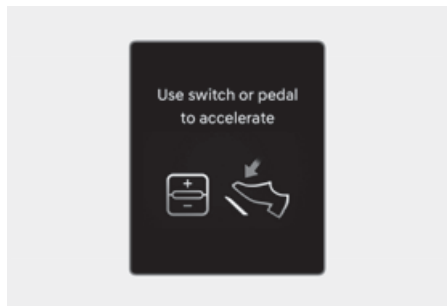 Use switch or pedal
to accelerate
+
−